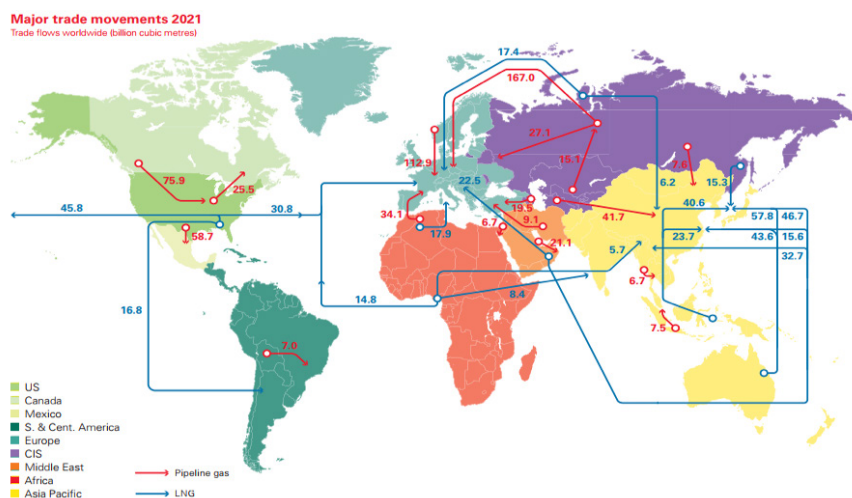 Major trade movements 2021
Trade flows worldwide (billion cubic metres)
17.4
167.0
27.1
112.9
15.1
7.6
75.9
25.5
22.5
6.2
15.3
45.8
30.8
34.1
19.5
41.7
40.6
57.8 46.7
58.7
17.9
6.7
9.1
21.1
5.7
23.7
43.6 15.6
32.7
16.8
14.8
8.4
6.7
7.5
7.0
US
Canada
Mexico
S. & Cent. America
Europe
CIS
Middle East
Africa
Asia Pacific
Pipeline gas
LNG